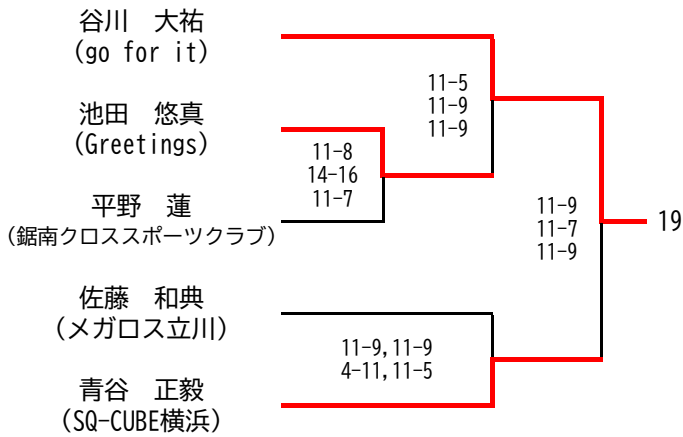 谷川　大祐
(go for it)
池田　悠真
(Greetings)
平野　蓮
(鋸南クロススポーツクラブ)
佐藤　和典
(メガロス立川)
青谷　正毅
(SQ-CUBE横浜)
11-8
14-16
11-7
11-5
11-9
11-9
11-9,11-9
4-11,11-5
11-9
11-7
11-9
19